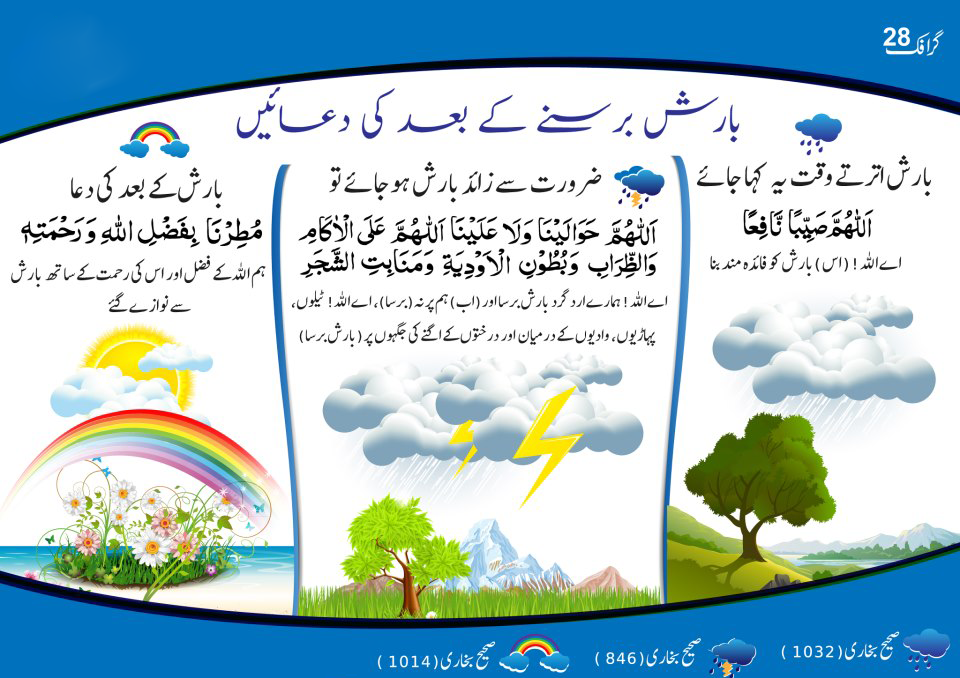 گرافک 28
بارش برسنے کے بعد کی دعائیں
بارش اترتے وقت یہ کہا جائے
اَللّٰهُمَّ صَيِّبًا نَّافِعًا
اے اللہ ! (اس) بارش کو فائدہ مند بنا
ضرورت سے زائد بارش ہو جائے تو
اَللّٰهُمَّ حَوَالَيْنَا وَلَا عَلَيْنَا اَللّٰهُمَّ عَلَى الْاٰكَامِ
وَالظِّرَابِ وَبُطُوْنِ الْاَوْدِيَةِ وَمَنَابِتِ الشَّجَرِ
اے اللہ ! ہمارے ارد گرد بارش برسا اور (اب) ہم پر نہ (برسا)، اے اللہ ! ٹیلوں،
پہاڑیوں، وادیوں کے درمیان اور درختوں کے اگنے کی جگہوں پر (بارش برسا)
بارش کے بعد کی دعا
مُطِرْنَا بِفَضْلِ اللّٰهِ وَرَحْمَتِهٖ
ہم اللہ کے فضل اور اس کی رحمت کے ساتھ بارش
سے نوازے گئے
صحیح بخاری (1032)
صحیح بخاری (846)
صحیح بخاری (1014)